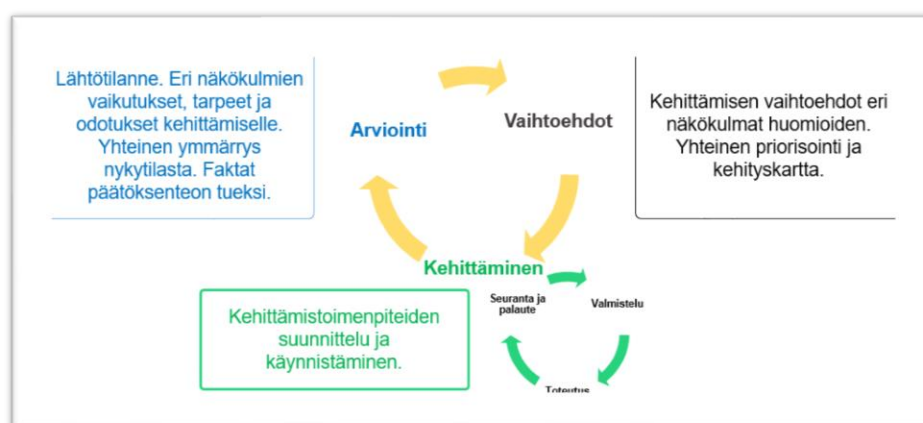 Lähtötilanne. Eri näkökulmien
vaikutukset, tarpeet ja
odotukset kehittämiselle.
Yhteinen ymmärrys
nykytilasta. Faktat
päätöksenteon tueksi.
Arviointi
Vaihtoehdot
Kehittämisen vaihtoehdot eri
näkökulmat huomioiden.
Yhteinen priorisointi ja
kehityskartta.
Kehittäminen
Seuranta ja
palaute
Valmistelu
Toteutus
Kehittämistoimenpiteiden
suunnittelu ja
käynnistäminen.